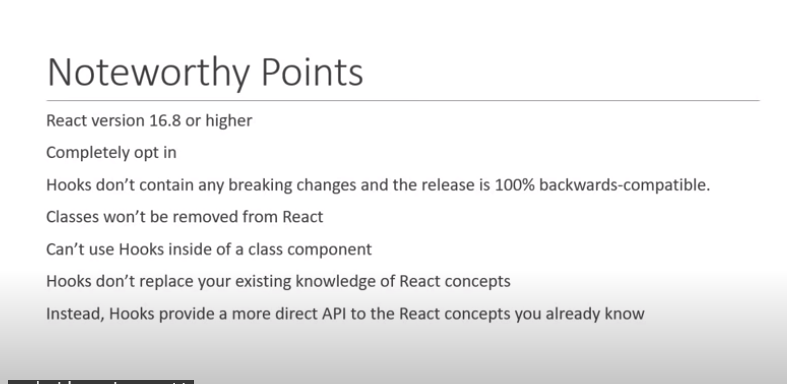 Noteworthy Points
React version 16.8 or higher
Completely opt in
Hooks don’t contain any breaking changes and the release is 100% backwards-compatible.
Classes won’t be removed from React
Can’t use Hooks inside of a class component
Hooks don’t replace your existing knowledge of React concepts
Instead, Hooks provide a more direct API to the React concepts you already know